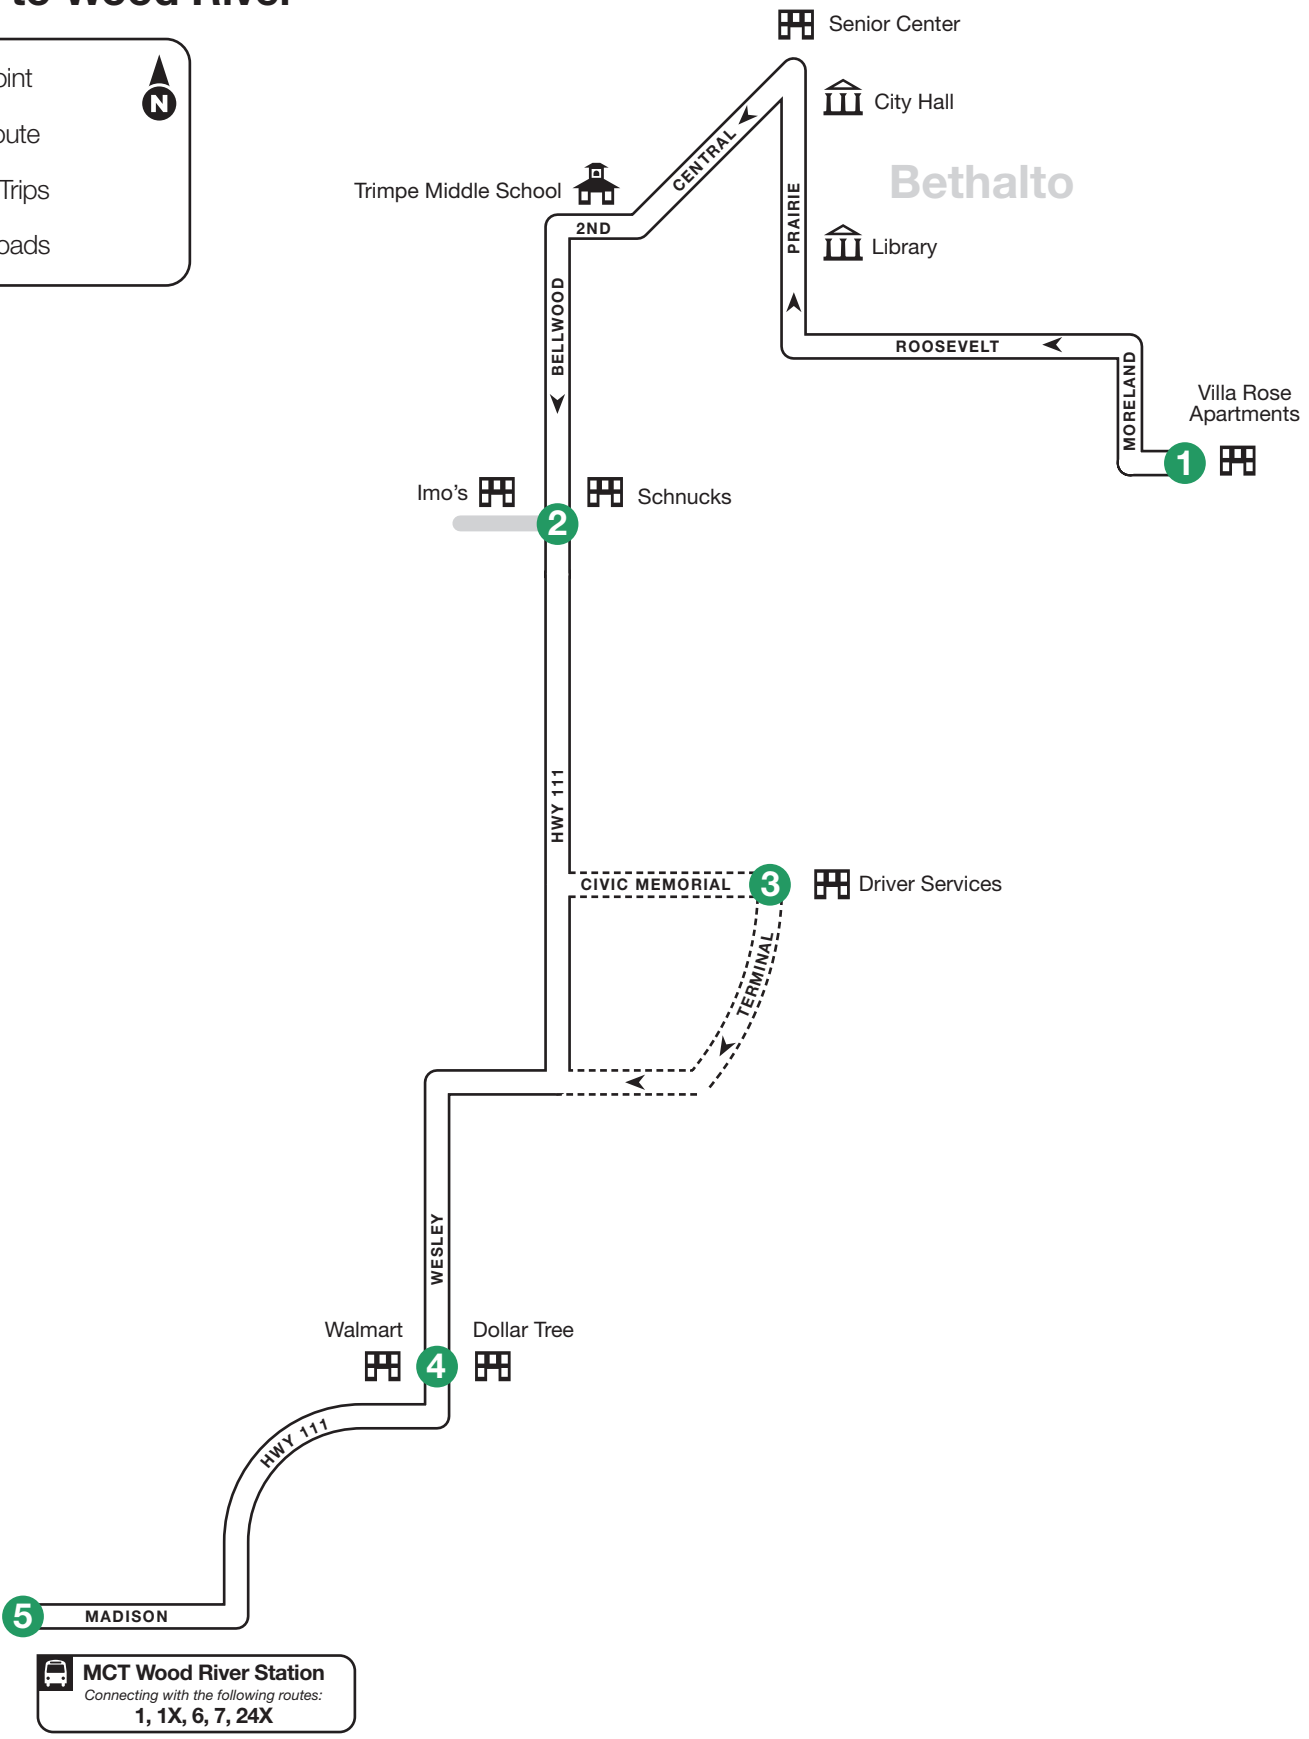 to Wood River
N
oint
oute
Trips
oads
Senior Center
City Hall
CENTRAL
Bethalto
Trimpe Middle School
PRAIRIE
2ND
Library
BELLWOOD
ROOSEVELT
MORELAND
Villa Rose
Apartments
1
Imo's
Schnucks
2
HWY 111
CIVIC MEMORIAL
3
Driver Services
TERMINAL
WESLEY
Walmart
Dollar Tree
4
HWY 111
5
MADISON
MCT Wood River Station
Connecting with the following routes:
1, 1X, 6, 7, 24X